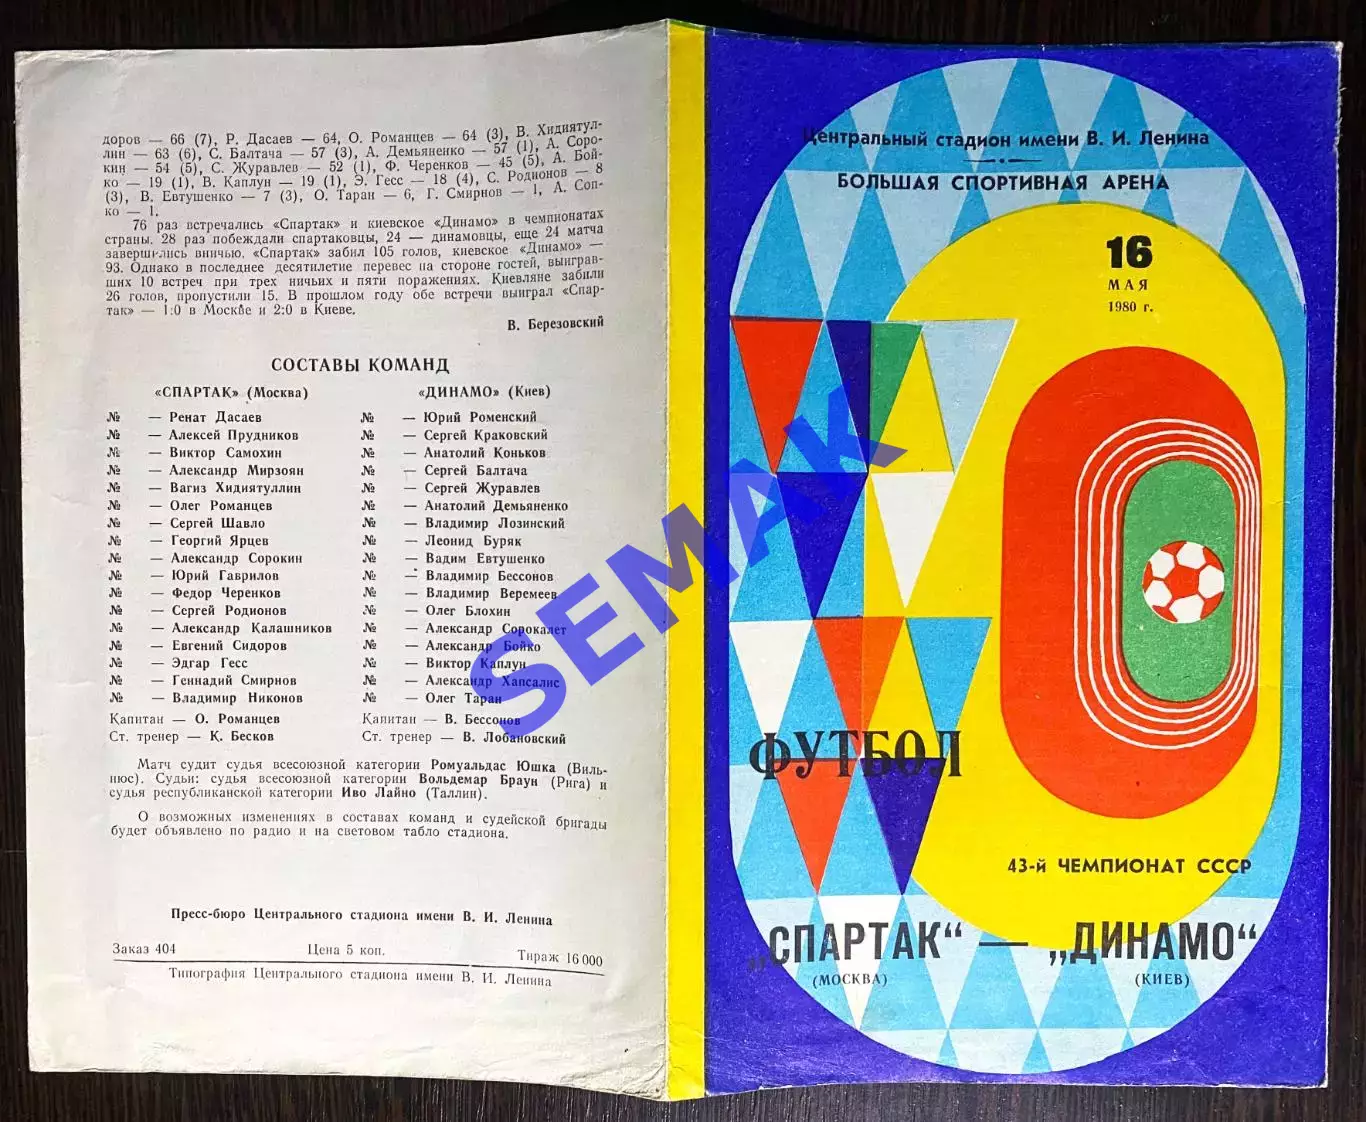 доров — 66 (7), Р. Дасаев — 64, О. Романцев — 64 (3), В. Хидиятул-
лин — 63 (6), С. Балтача — 57 (3), А. Демьяненко — 57 (1), А. Соро-
кин — 54 (5), С. Журавлев — 52 (1), Ф. Черенков — 45 (5), А. Бой-
ко — 19 (1), В. Каплун — 19 (1), Э. Гесс — 18 (4), С. Родионов — 8
(3), В. Евтушенко — 7 (3), О. Таран — 6, Г. Смирнов — 1, А. Соп-
ко — 1.
76 раз встречались «Спартак» и киевское «Динамо» в чемпионатах
страны. 28 раз побеждали спартаковцы, 24 — динамовцы, еще 24 матча
завершились вничью. «Спартак» забил 105 голов, киевское «Динамо» —
93. Однако в последнее десятилетие перевес на стороне гостей, выиграв-
ших 10 встреч при трех ничьих и пяти поражениях. Киевляне забили
26 голов, пропустили 15. В прошлом году обе встречи выиграл «Спар-
так» — 1:0 в Москве и 2:0 в Киеве.
В. Березовский
СОСТАВЫ КОМАНД
«СПАРТАК» (Москва)
№ — Ренат Дасаев
№ — Алексей Прудников
№ — Виктор Самохин
№ — Александр Мирзоян
№ — Вагиз Хидиятуллин
№ — Олег Романцев
№ — Сергей Шавло
№ — Георгий Ярцев
№ — Александр Сорокин
№ — Юрий Гаврилов
№ — Федор Черенков
№ — Сергей Родионов
№ — Александр Калашников
№ — Евгений Сидоров
№ — Эдгар Гесс
№ — Геннадий Смирнов
№ — Владимир Никонов
Капитан — О. Романцев
Ст. тренер — К. Бесков
«ДИНАМО» (Киев)
№ — Юрий Роменский
№ — Сергей Краковский
№ — Анатолий Коньков
№ — Сергей Балтача
№ — Сергей Журавлев
№ — Анатолий Демьяненко
№ — Владимир Лозинский
№ — Леонид Буряк
№ — Вадим Евтушенко
№ — Владимир Бессонов
№ — Владимир Веремеев
№ — Олег Блохин
№ — Александр Сорокалет
№ — Александр Бойко
№ — Виктор Каплун
№ — Александр Хапсалис
№ — Олег Таран
Капитан — В. Бессонов
Ст. тренер — В. Лобановский
Матч судит судья всесоюзной категории Ромуальдас Юшка (Виль-
нюс). Судьи: судья всесоюзной категории Вольдемар Браун (Рига) и
судья республиканской категории Иво Лайно (Таллин).
О возможных изменениях в составах команд и судейской бригады
будет объявлено по радио и на световом табло стадиона.
Пресс-бюро Центрального стадиона имени В. И. Ленина
Заказ 404 Цена 5 коп. Тираж 16 000
Типография Центрального стадиона имени В. И. Ленина
Центральный стадион имени В. И. Ленина
БОЛЬШАЯ СПОРТИВНАЯ АРЕНА
16
МАЯ
1980 г.
ФУТБОЛ
43-й ЧЕМПИОНАТ СССР
„СПАРТАК“ — „ДИНАМО“
(МОСКВА) (КИЕВ)
SEMAK